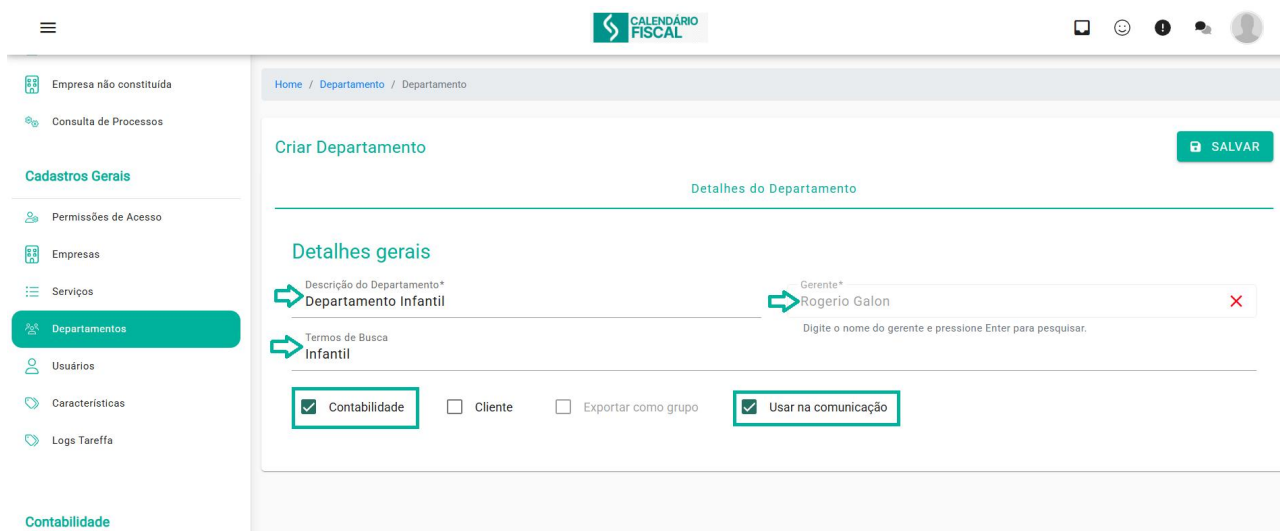 CALENDÁRIO
FISCAL
Empresa não constituída
Consulta de Processos
Cadastros Gerais
Permissões de Acesso
Empresas
Serviços
Departamentos
Usuários
Características
Logs Tareffa
Contabilidade
Home / Departamento / Departamento
Criar Departamento
SALVAR
Detalhes do Departamento
Detalhes gerais
Descrição do Departamento*
Departamento Infantil
Gerente*
Rogerio Galon
Digite o nome do gerente e pressione Enter para pesquisar.
Termos de Busca
Infantil
Contabilidade
Cliente
Exportar como grupo
Usar na comunicação